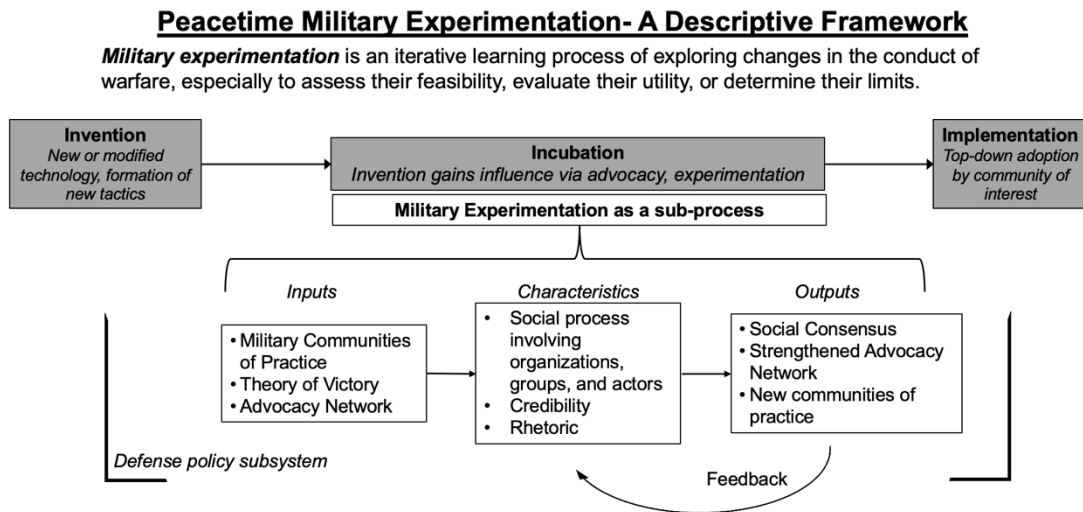 Peacetime Military Experimentation- A Descriptive Framework
Military experimentation is an iterative learning process of exploring changes in the conduct of
warfare, especially to assess their feasibility, evaluate their utility, or determine their limits.
Invention
New or modified
technology, formation of
new tactics
Incubation
Invention gains influence via advocacy, experimentation
Implementation
Top-down adoption
by community of
interest
Military Experimentation as a sub-process
Inputs
• Military Communities
of Practice
• Theory of Victory
• Advocacy Network
Characteristics
• Social process
involving
organizations,
groups, and actors
• Credibility
• Rhetoric
Outputs
• Social Consensus
• Strengthened Advocacy
Network
• New communities of
practice
Defense policy subsystem
Feedback